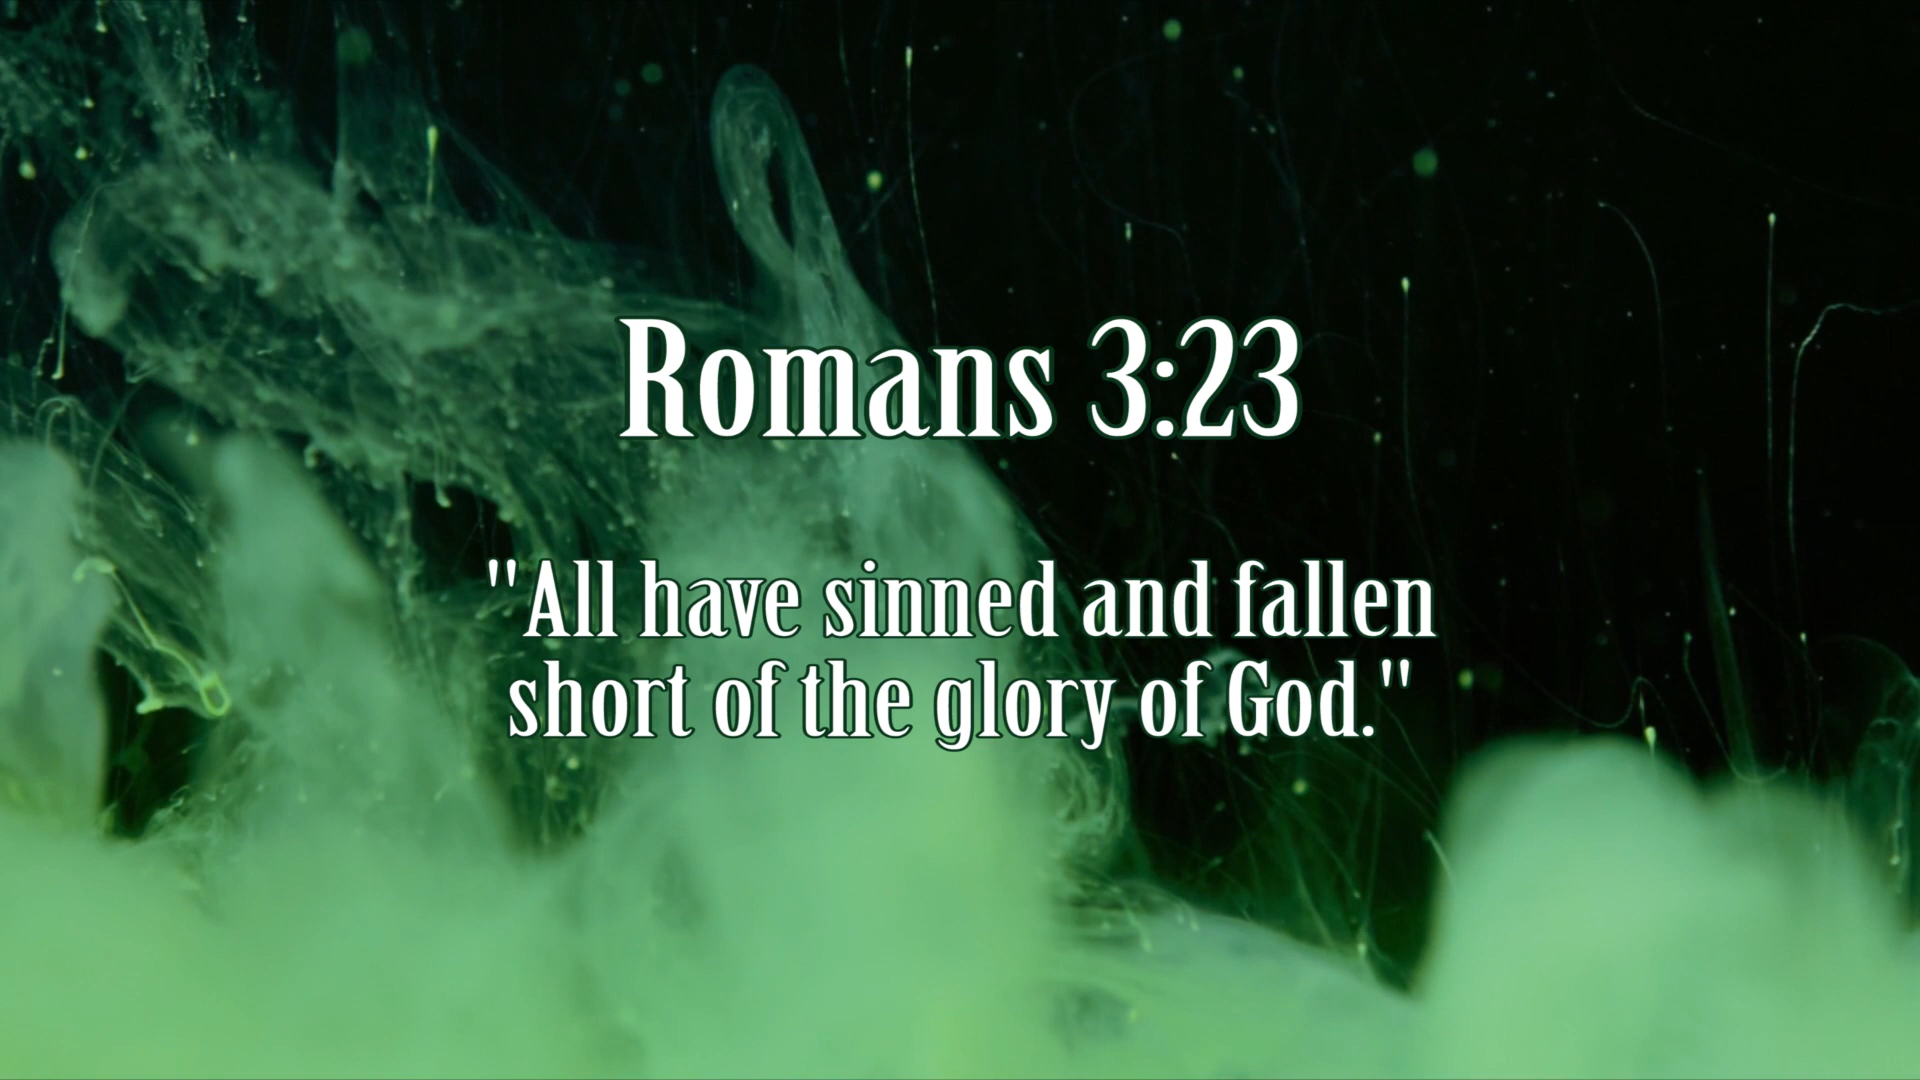 Romans 3:23
"All have sinned and fallen
short of the glory of God."